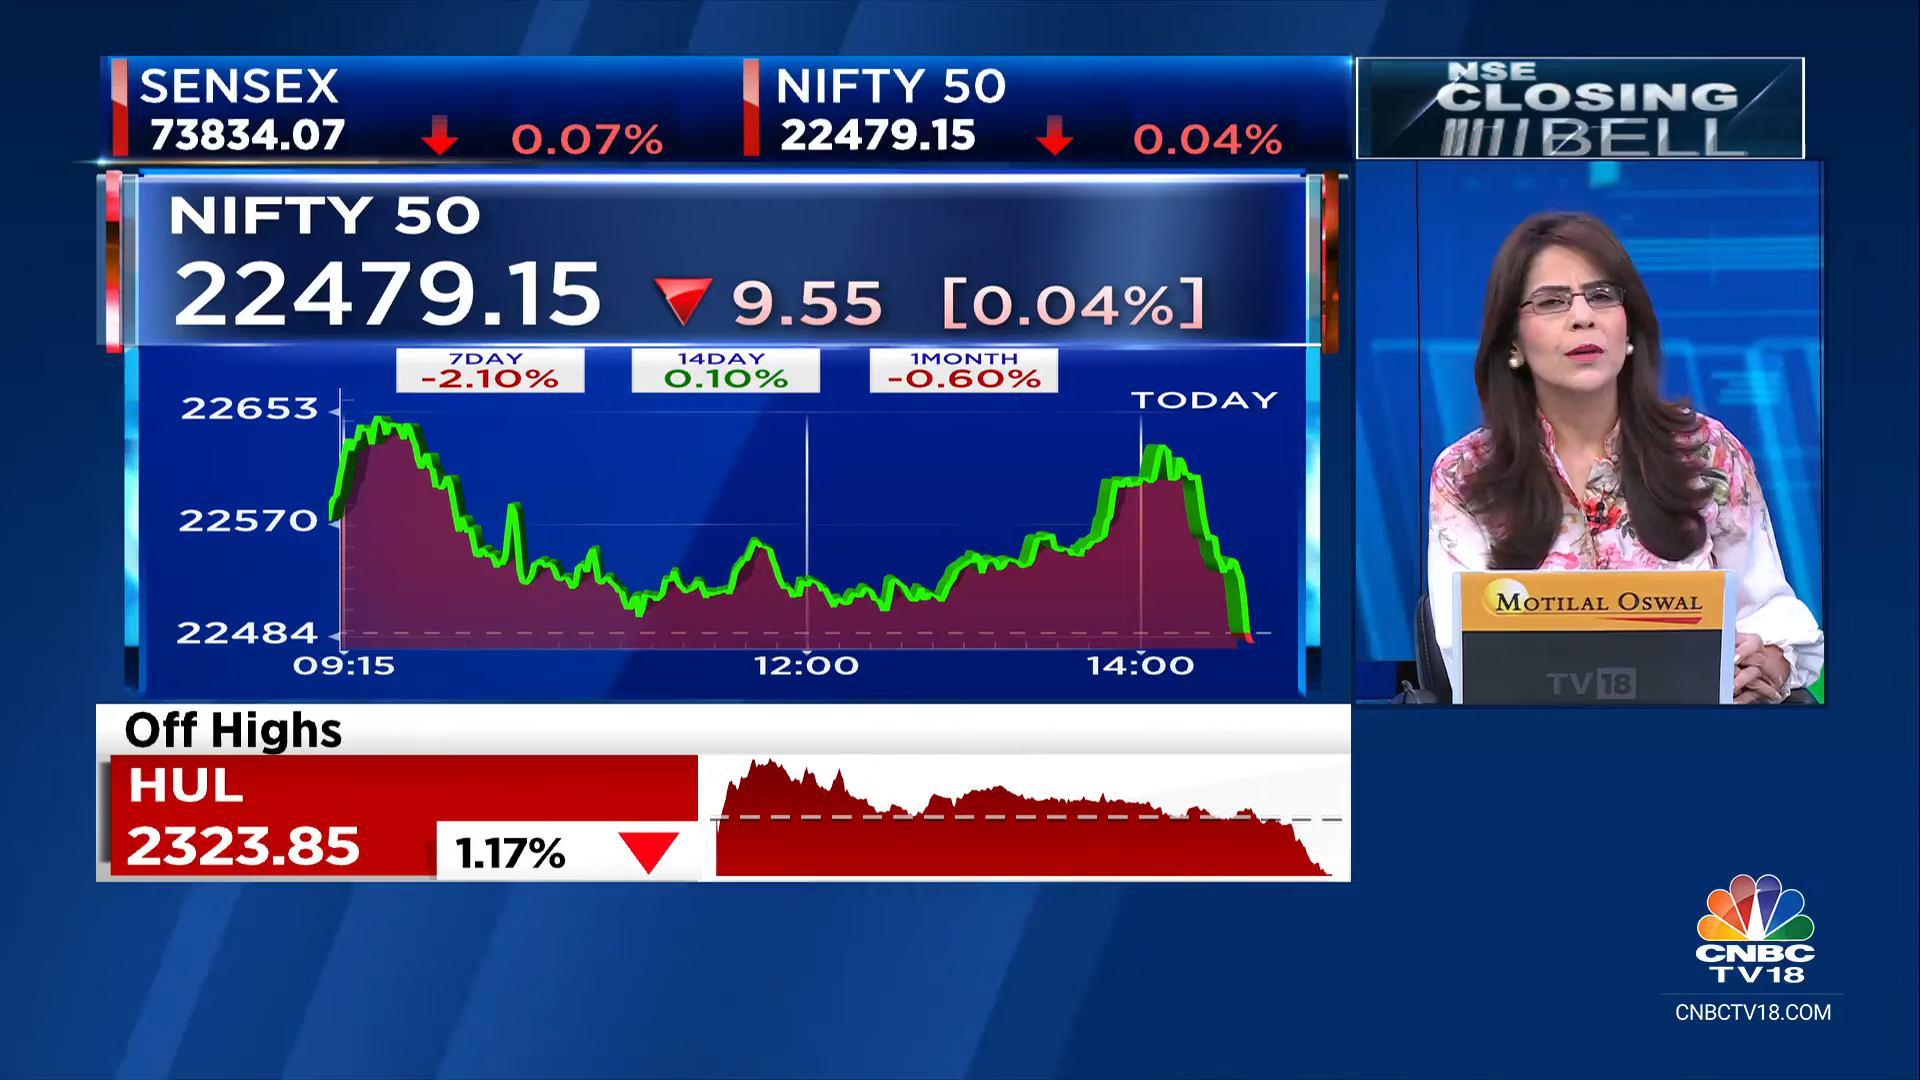 SENSEX
73834.07 0.07%
NIFTY 50
22479.15 0.04%
NSE
CLOSING
BELL
NIFTY 50
22479.15 9.55 [0.04%]
7DAY
-2.10%
14DAY
0.10%
1MONTH
-0.60%
TODAY
22653
22570
22484
09:15 12:00 14:00
MOTILAL OSWAL
TV18
Off Highs
HUL
2323.85
1.17%
CNBC
TV18
CNBCTV18.COM